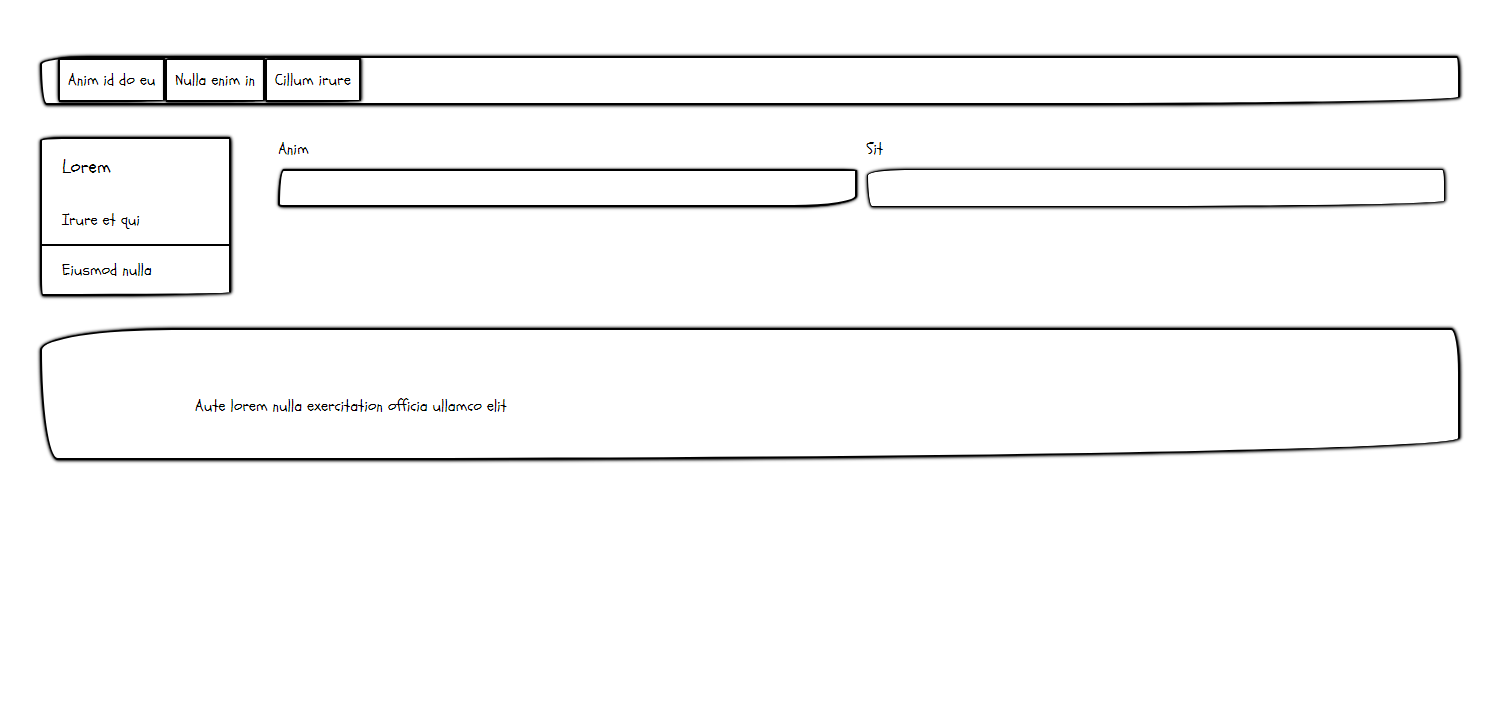 Anim id do eu Nulla enim in Cillum irure
Lorem
Irure et qui
Eiusmod nulla
Anim
Sit
Aute lorem nulla exercitation officia ullamco elit